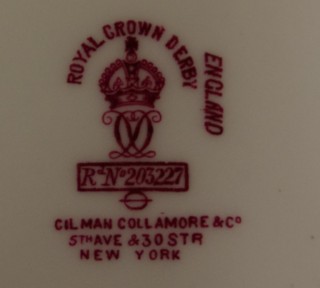 ROYAL CROWN DERBY
ENGLAND
Rd No 203227
GILMAN COLLAMORE & Co
5TH AVE & 30 STR
NEW YORK